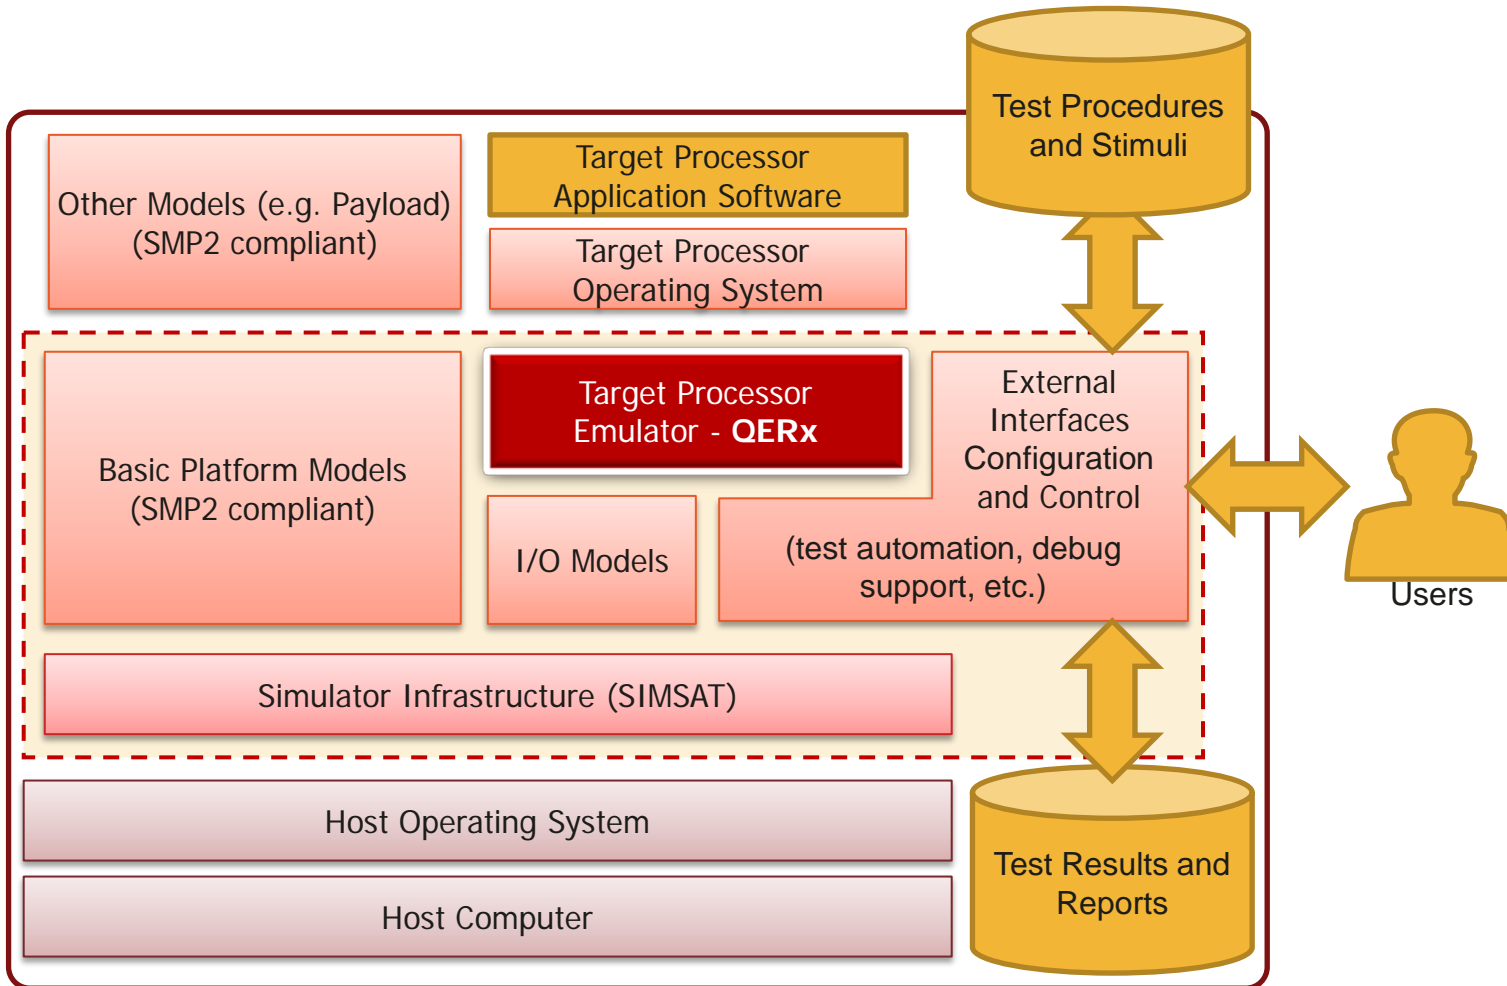 Test Procedures
and Stimuli
Other Models (e.g. Payload)
(SMP2 compliant)
Target Processor
Application Software
Target Processor
Operating System
Basic Platform Models
(SMP2 compliant)
Target Processor
Emulator - QERx
External
Interfaces
Configuration
and Control
(test automation, debug
support, etc.)
I/O Models
Users
Simulator Infrastructure (SIMSAT)
Host Operating System
Host Computer
Test Results and
Reports